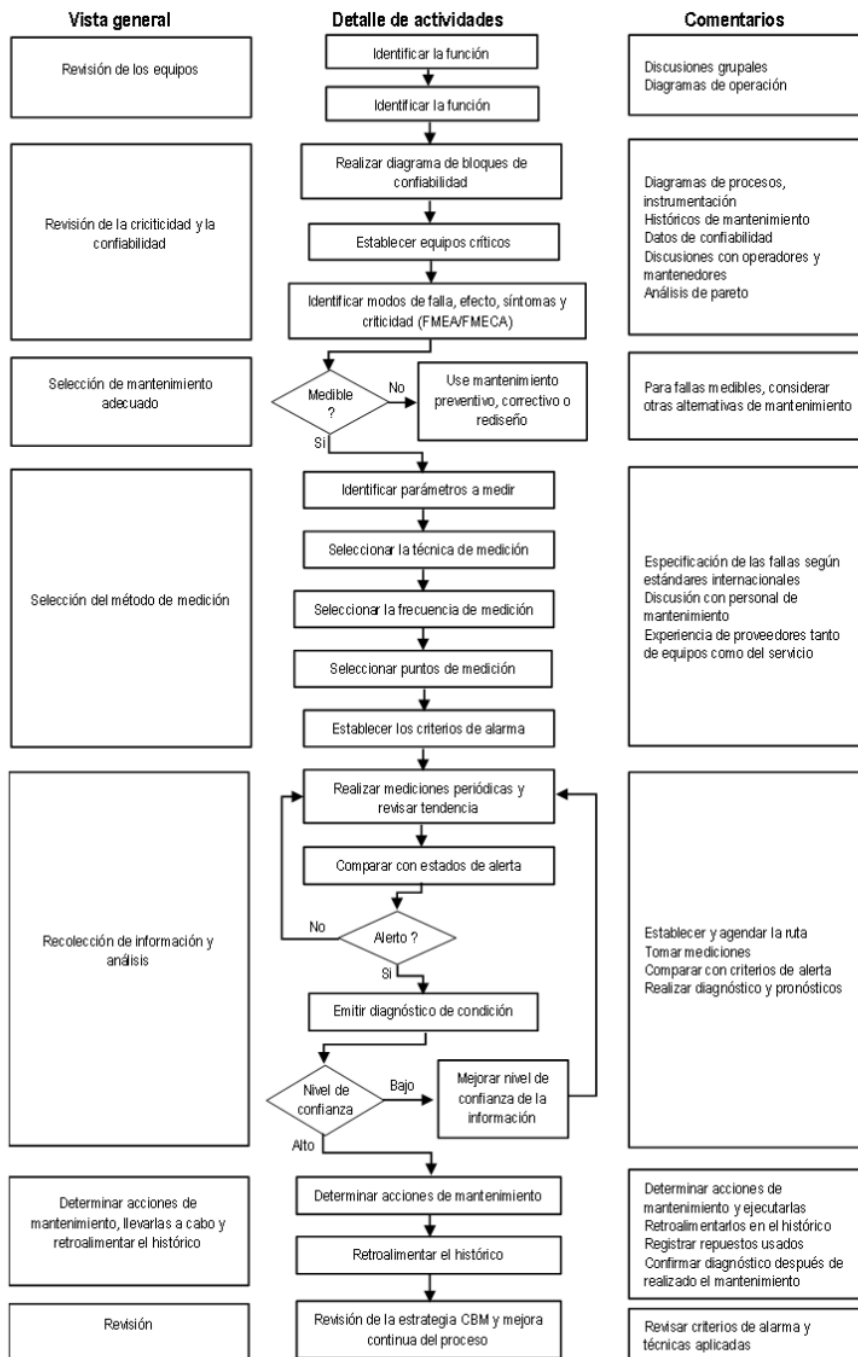 Vista general
Detalle de actividades
Comentarios
Revisión de los equipos
Identificar la función
Identificar la función
Discusiones grupales
Diagramas de operación
Revisión de la criciticidad y la
confiabilidad
Realizar diagrama de bloques de
confiabilidad
Establecer equipos críticos
Identificar modos de falla, efecto, síntomas y
criticidad (FMEA/FMECA)
Diagramas de procesos,
instrumentación
Históricos de mantenimiento
Datos de confiabilidad
Discusiones con operadores y
mantenedores
Análisis de pareto
Selección de mantenimiento
adecuado
Medible
?
No
Si
Use mantenimiento
preventivo, correctivo o
rediseño
Para fallas medibles, considerar
otras alternativas de mantenimiento
Selección del método de medición
Identificar parámetros a medir
Seleccionar la técnica de medición
Seleccionar la frecuencia de medición
Seleccionar puntos de medición
Establecer los criterios de alarma
Especificación de las fallas según
estándares internacionales
Discusión con personal de
mantenimiento
Experiencia de proveedores tanto
de equipos como del servicio
Recolección de información y
análisis
Realizar mediciones periódicas y
revisar tendencia
Comparar con estados de alerta
No
Alerto ?
Si
Emitir diagnóstico de condición
Nivel de
confianza
Bajo
Mejorar nivel de
confianza de la
información
Alto
Establecer y agendar la ruta
Tomar mediciones
Comparar con criterios de alerta
Realizar diagnóstico y pronósticos
Determinar acciones de
mantenimiento, llevarlas a cabo y
retroalimentar el histórico
Determinar acciones de mantenimiento
Retroalimentar el histórico
Determinar acciones de
mantenimiento y ejecutarlas
Retroalimentarlos en el histórico
Registrar repuestos usados
Confirmar diagnóstico después de
realizado el mantenimiento
Revisión
Revisión de la estrategia CBM y mejora
continua del proceso
Revisar criterios de alarma y
técnicas aplicadas